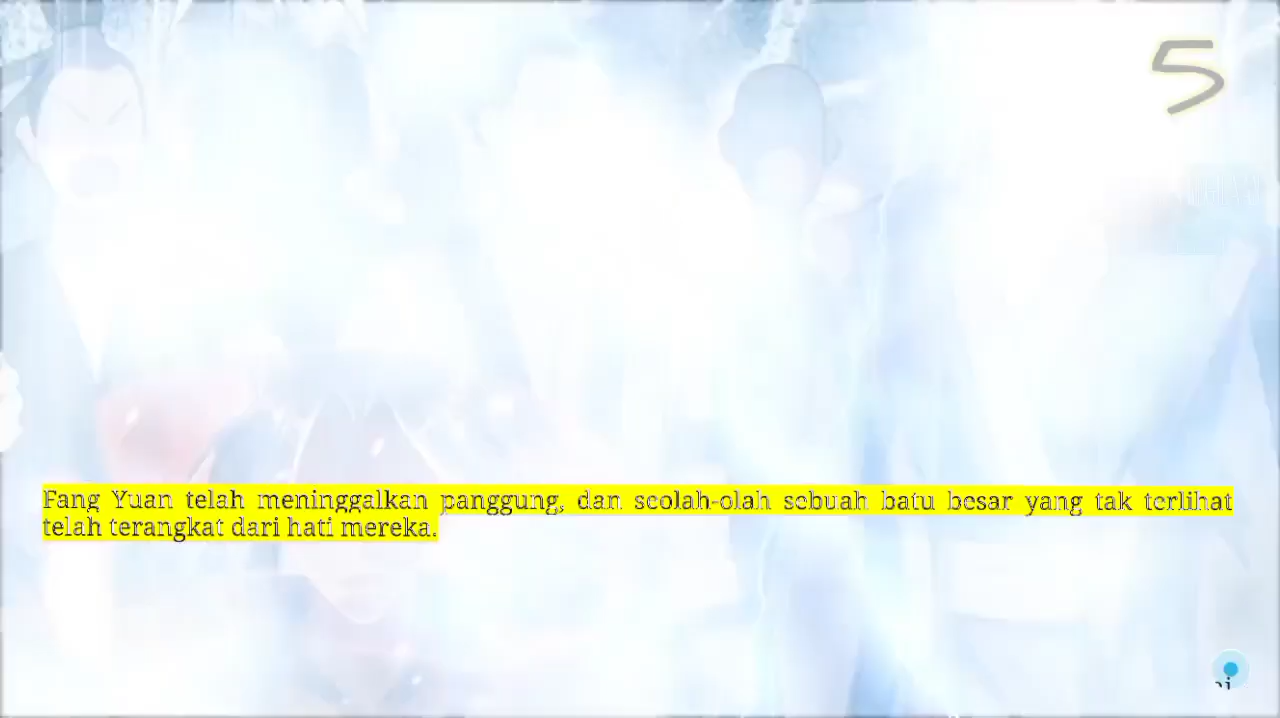 5
Fang Yuan telah meninggalkan panggung, dan seolah-olah sebuah batu besar yang tak terlihat
telah terangkat dari hati mereka.